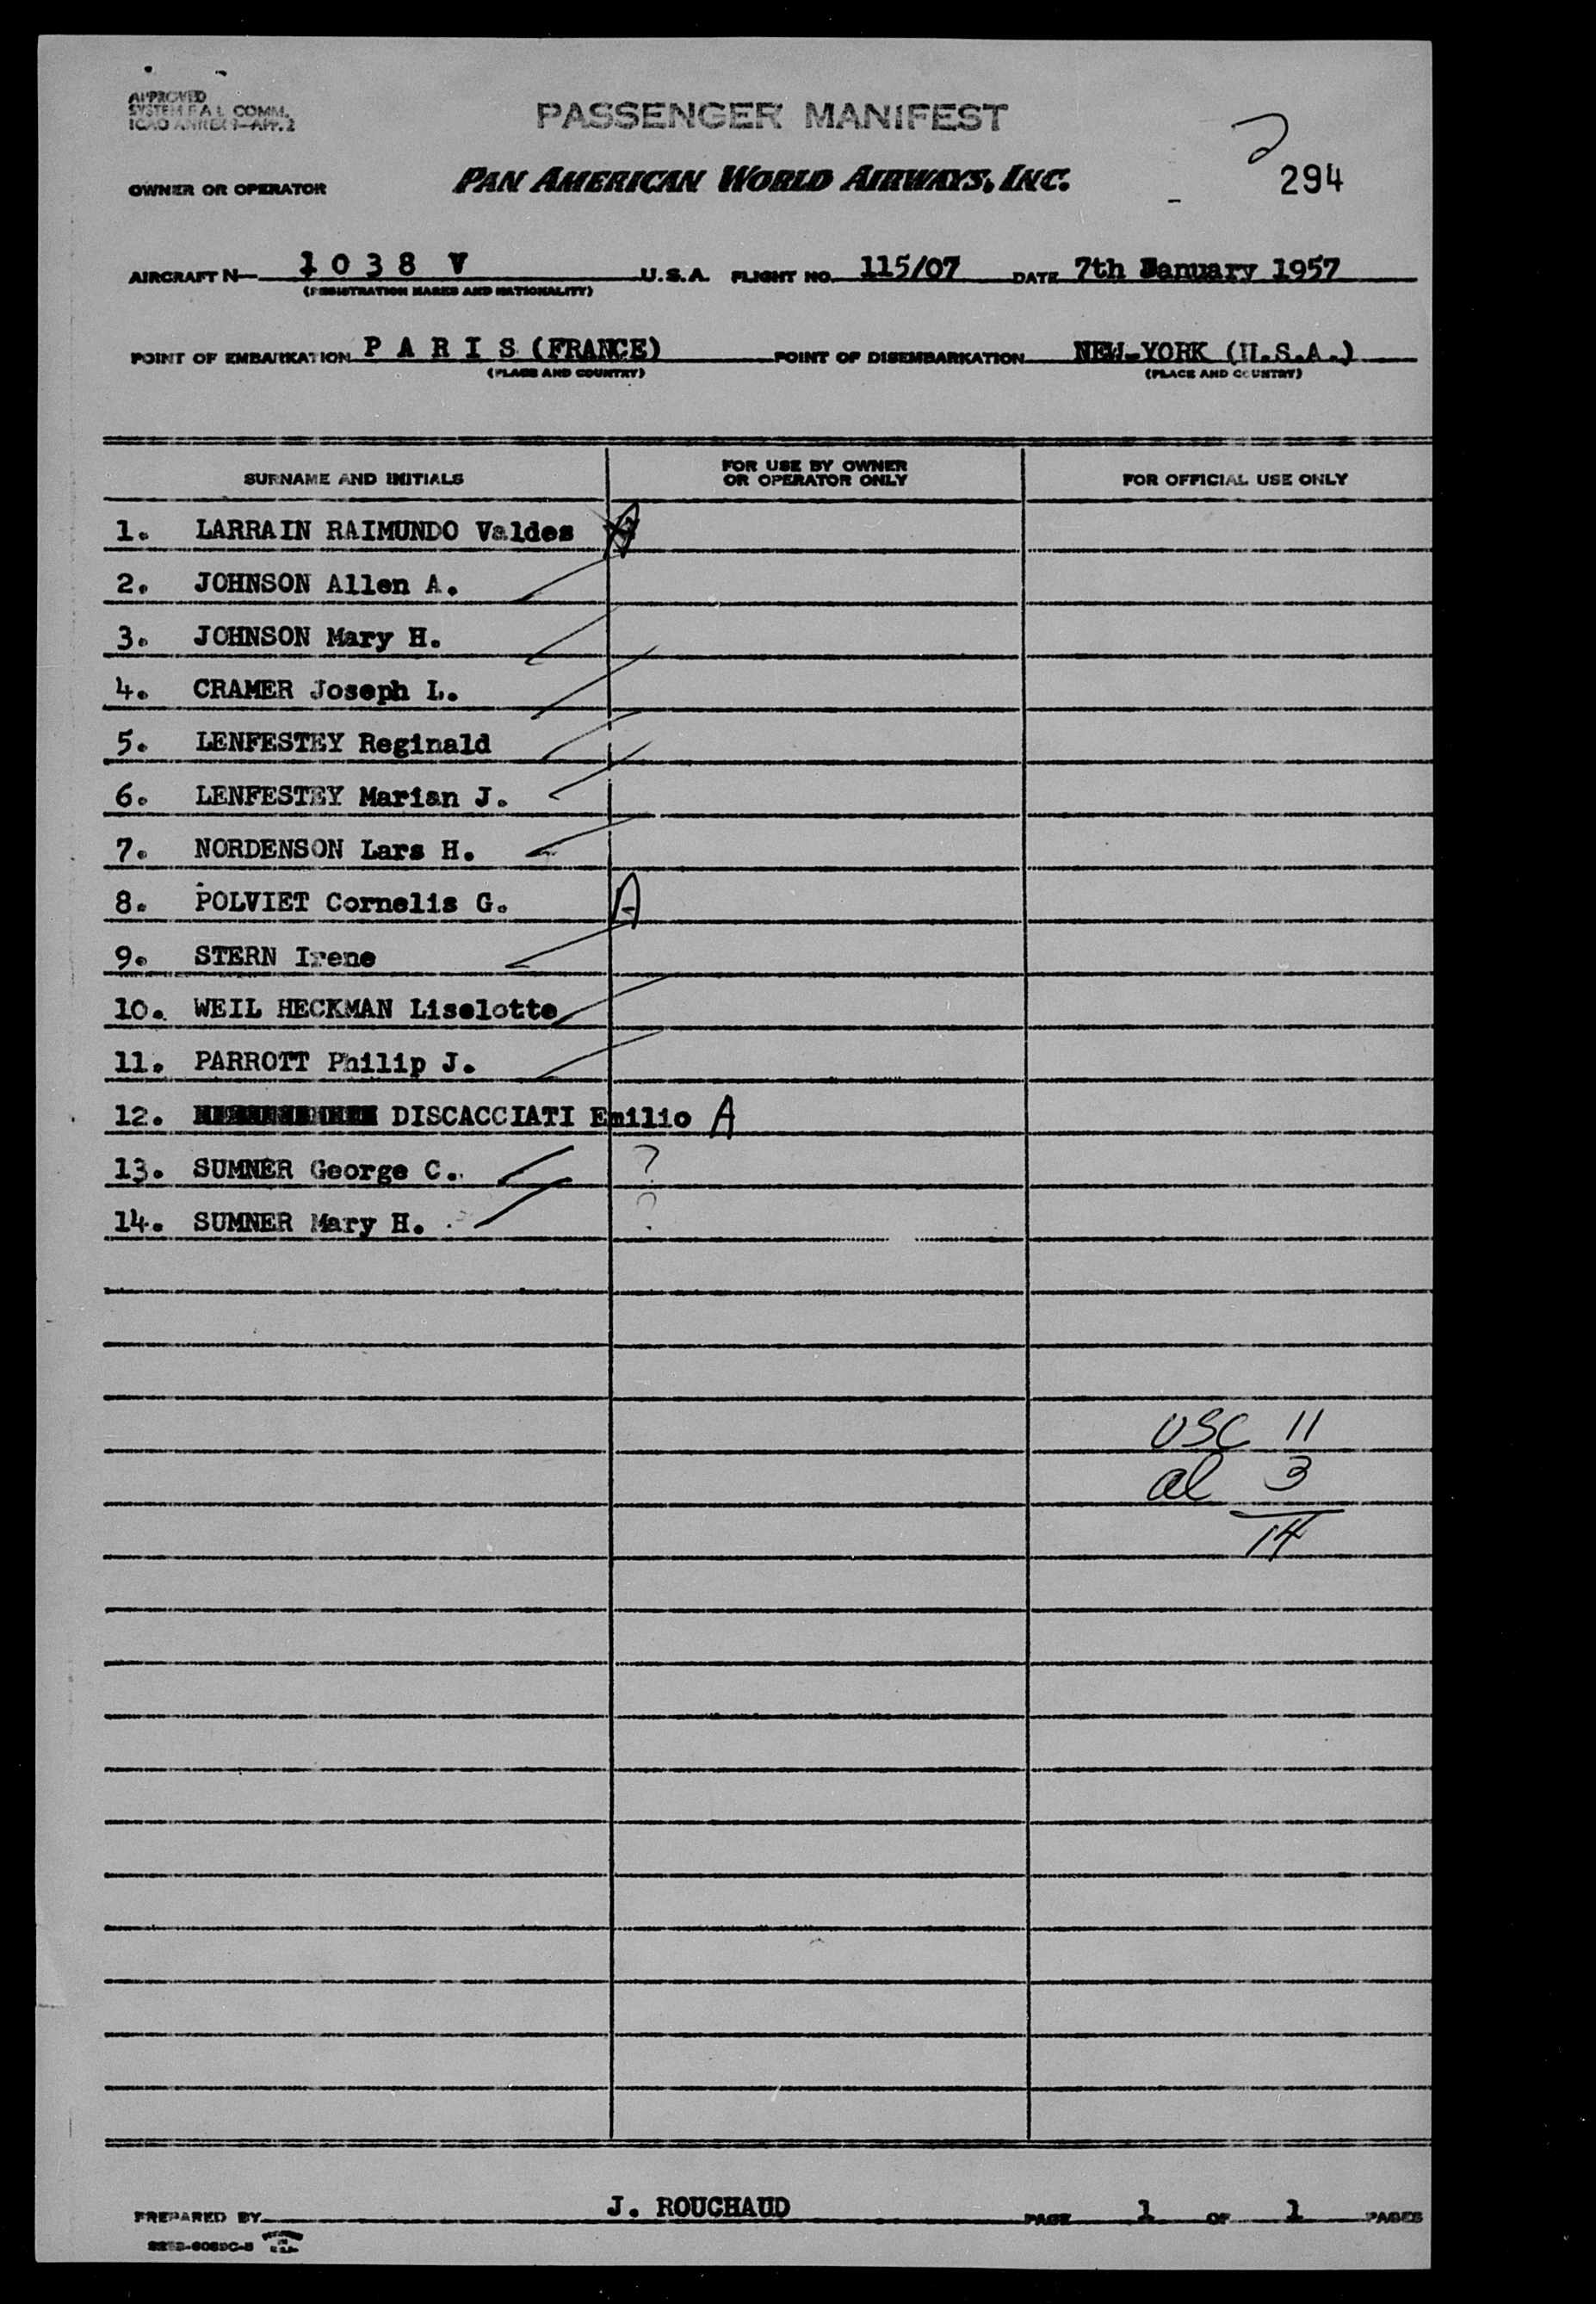 APPROVED
SYSTEM F A L COMM.
ICAO ANNEX 9-APP. 2
PASSENGER MANIFEST
2
294
OWNER OR OPERATOR PAN AMERICAN WORLD AIRWAYS, INC.
AIRCRAFT N— 1 0 3 8 V U.S.A. FLIGHT NO. 115/07 DATE 7th January 1957
(REGISTRATION MARKS AND NATIONALITY)
POINT OF EMBARKATION P A R I S (FRANCE) POINT OF DISEMBARKATION NEW-YORK (U.S.A.)
(PLACE AND COUNTRY) (PLACE AND COUNTRY)
SURNAME AND INITIALS FOR USE BY OWNER OR OPERATOR ONLY FOR OFFICIAL USE ONLY
1. LARRAIN RAIMUNDO Valdes A
2. JOHNSON Allen A.
3. JOHNSON Mary H.
4. CRAMER Joseph L.
5. LENFESTEY Reginald
6. LENFESTEY Marian J.
7. NORDENSON Lars H.
8. POLVIET Cornelis G. A
9. STERN Irene
10. WEIL HECKMAN Liselotte
11. PARROTT Philip J.
12. DISCACCIATI Emilio A
13. SUMNER George C. ?
14. SUMNER Mary H. ?
USC 11
al 3
14
PREPARED BY J. ROUCHAUD PAGE 1 OF 1 PAGES